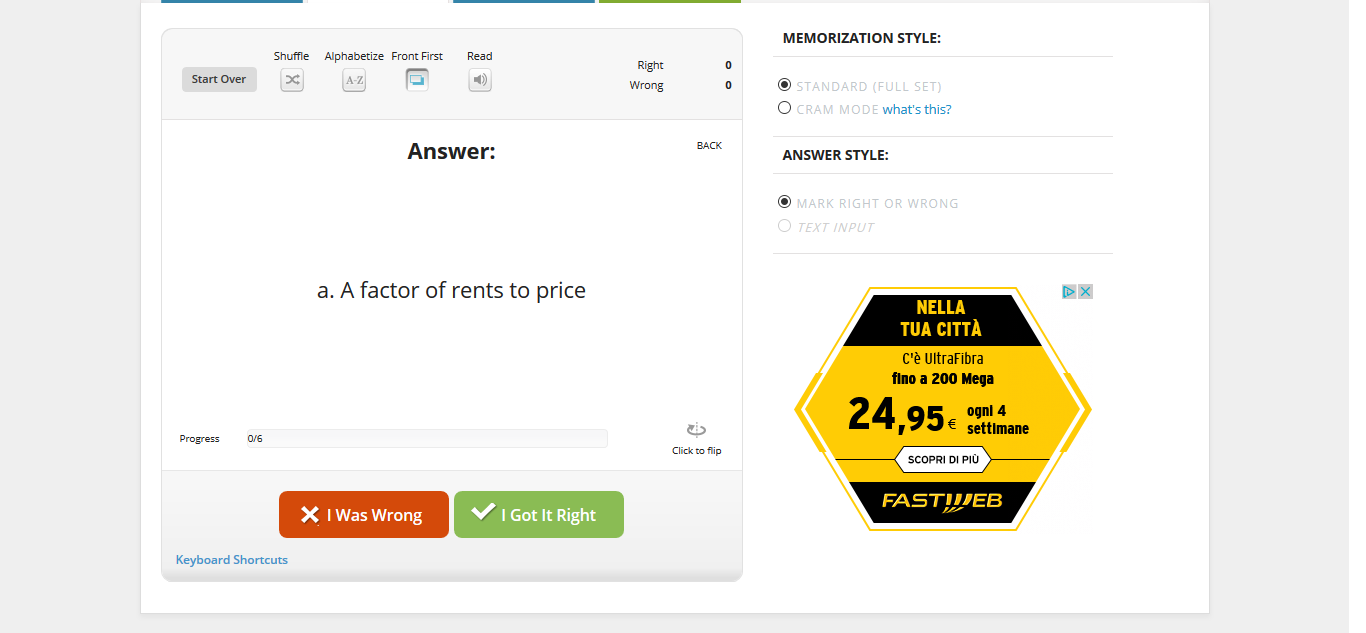 Shuffle Alphabetize Front First Read
Start Over
A-Z
Right 0
Wrong 0
Answer:
BACK
a. A factor of rents to price
Progress 0/6
Click to flip
I Was Wrong I Got It Right
Keyboard Shortcuts
MEMORIZATION STYLE:
STANDARD (FULL SET)
CRAM MODE what's this?
ANSWER STYLE:
MARK RIGHT OR WRONG
TEXT INPUT
NELLA
TUA CITTÀ
C'è UltraFibra
fino a 200 Mega
24,95€ ogni 4
settimane
SCOPRI DI PIÙ
FASTWEB